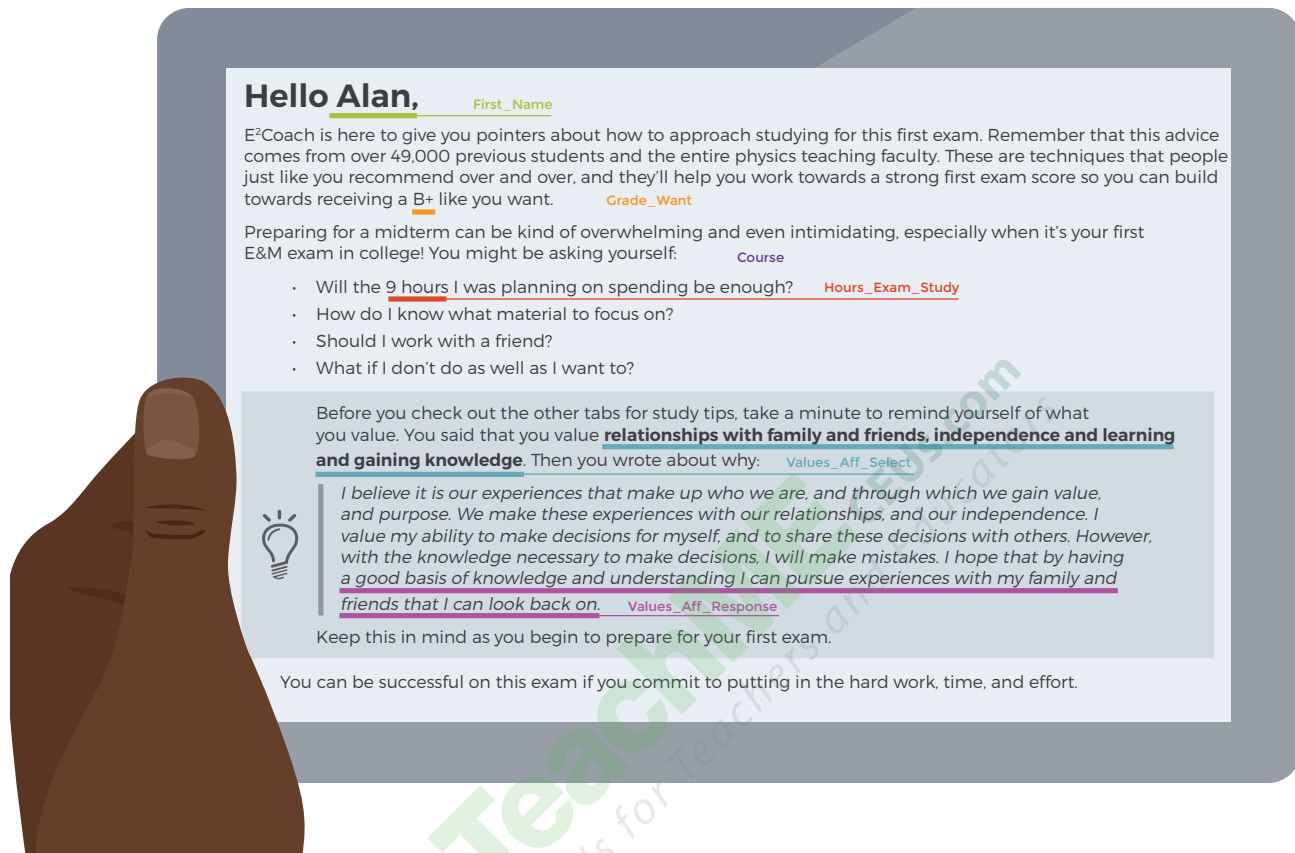 Hello Alan, First_Name
E²Coach is here to give you pointers about how to approach studying for this first exam. Remember that this advice
comes from over 49,000 previous students and the entire physics teaching faculty. These are techniques that people
just like you recommend over and over, and they’ll help you work towards a strong first exam score so you can build
towards receiving a B+ like you want. Grade_Want
Preparing for a midterm can be kind of overwhelming and even intimidating, especially when it’s your first
E&M exam in college! You might be asking yourself: Course
• Will the 9 hours I was planning on spending be enough? Hours_Exam_Study
• How do I know what material to focus on?
• Should I work with a friend?
• What if I don’t do as well as I want to?
Before you check out the other tabs for study tips, take a minute to remind yourself of what
you value. You said that you value relationships with family and friends, independence and learning
and gaining knowledge. Then you wrote about why: Values_Aff_Select
I believe it is our experiences that make up who we are, and through which we gain value,
and purpose. We make these experiences with our relationships, and our independence. I
value my ability to make decisions for myself, and to share these decisions with others. However,
with the knowledge necessary to make decisions, I will make mistakes. I hope that by having
a good basis of knowledge and understanding I can pursue experiences with my family and
friends that I can look back on. Values_Aff_Response
Keep this in mind as you begin to prepare for your first exam.
You can be successful on this exam if you commit to putting in the hard work, time, and effort.
TeachME CEUs.com
for Teachers and Educators